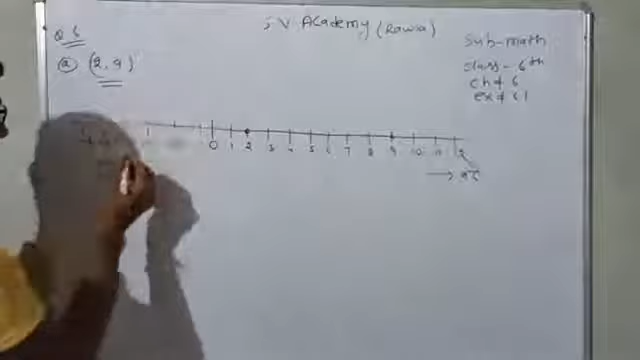 S V Academy (Rawla)
Sub-math
class - 6th
ch # 6
ex # 6.1
Q 6
(a) (2, 9)
0 1 2 3 4 5 6 7 8 9 10 11 12